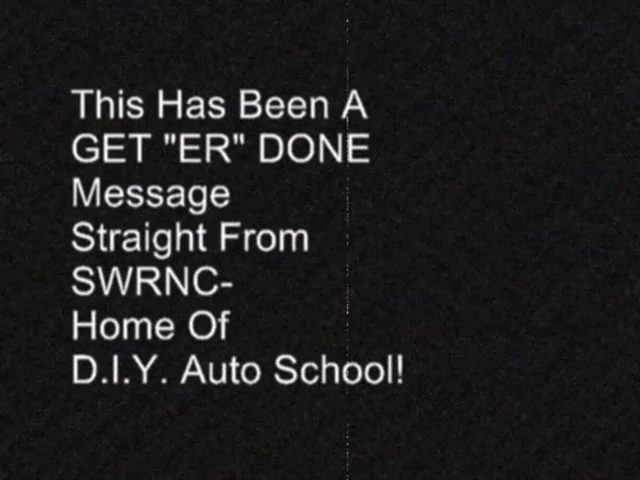 This Has Been A
GET "ER" DONE
Message
Straight From
SWRNC-
Home Of
D.I.Y. Auto School!